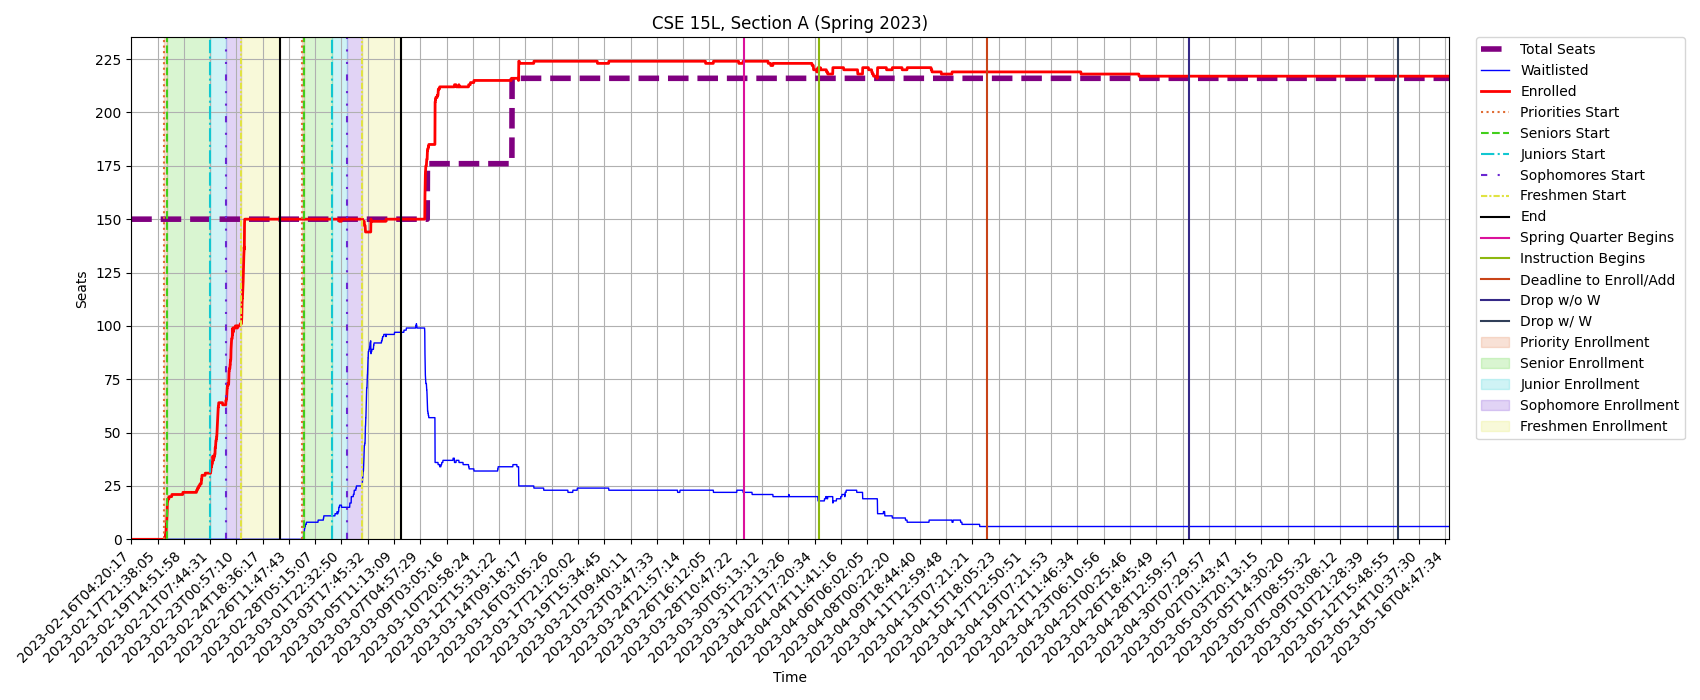 CSE 15L, Section A (Spring 2023)
Seats
225
200
175
150
125
100
75
50
25
0
2023-02-16T04:20:17
2023-02-17T21:38:05
2023-02-19T14:51:58
2023-02-21T07:44:31
2023-02-23T00:57:10
2023-02-24T18:36:17
2023-02-26T11:47:43
2023-02-28T05:15:07
2023-03-01T22:32:50
2023-03-03T17:45:32
2023-03-05T11:13:09
2023-03-07T04:57:29
2023-03-09T03:05:16
2023-03-10T20:58:24
2023-03-12T15:31:22
2023-03-14T09:18:17
2023-03-16T03:05:26
2023-03-17T21:20:02
2023-03-19T15:34:45
2023-03-21T09:40:11
2023-03-23T03:47:33
2023-03-24T21:57:14
2023-03-26T16:12:05
2023-03-28T10:47:22
2023-03-30T05:13:12
2023-03-31T23:13:26
2023-04-02T17:20:34
2023-04-04T11:41:16
2023-04-06T06:02:05
2023-04-08T00:22:20
2023-04-09T18:44:40
2023-04-11T12:59:48
2023-04-13T07:21:21
2023-04-15T18:05:23
2023-04-17T12:50:51
2023-04-19T07:21:53
2023-04-21T11:46:34
2023-04-23T06:10:56
2023-04-25T00:25:46
2023-04-26T18:45:49
2023-04-28T12:59:57
2023-04-30T07:29:57
2023-05-02T01:43:47
2023-05-03T20:13:15
2023-05-05T14:30:20
2023-05-07T08:55:32
2023-05-09T03:08:12
2023-05-10T21:28:39
2023-05-12T15:48:55
2023-05-14T10:37:30
2023-05-16T04:47:34
Time
Total Seats
Waitlisted
Enrolled
Priorities Start
Seniors Start
Juniors Start
Sophomores Start
Freshmen Start
End
Spring Quarter Begins
Instruction Begins
Deadline to Enroll/Add
Drop w/o W
Drop w/ W
Priority Enrollment
Senior Enrollment
Junior Enrollment
Sophomore Enrollment
Freshmen Enrollment